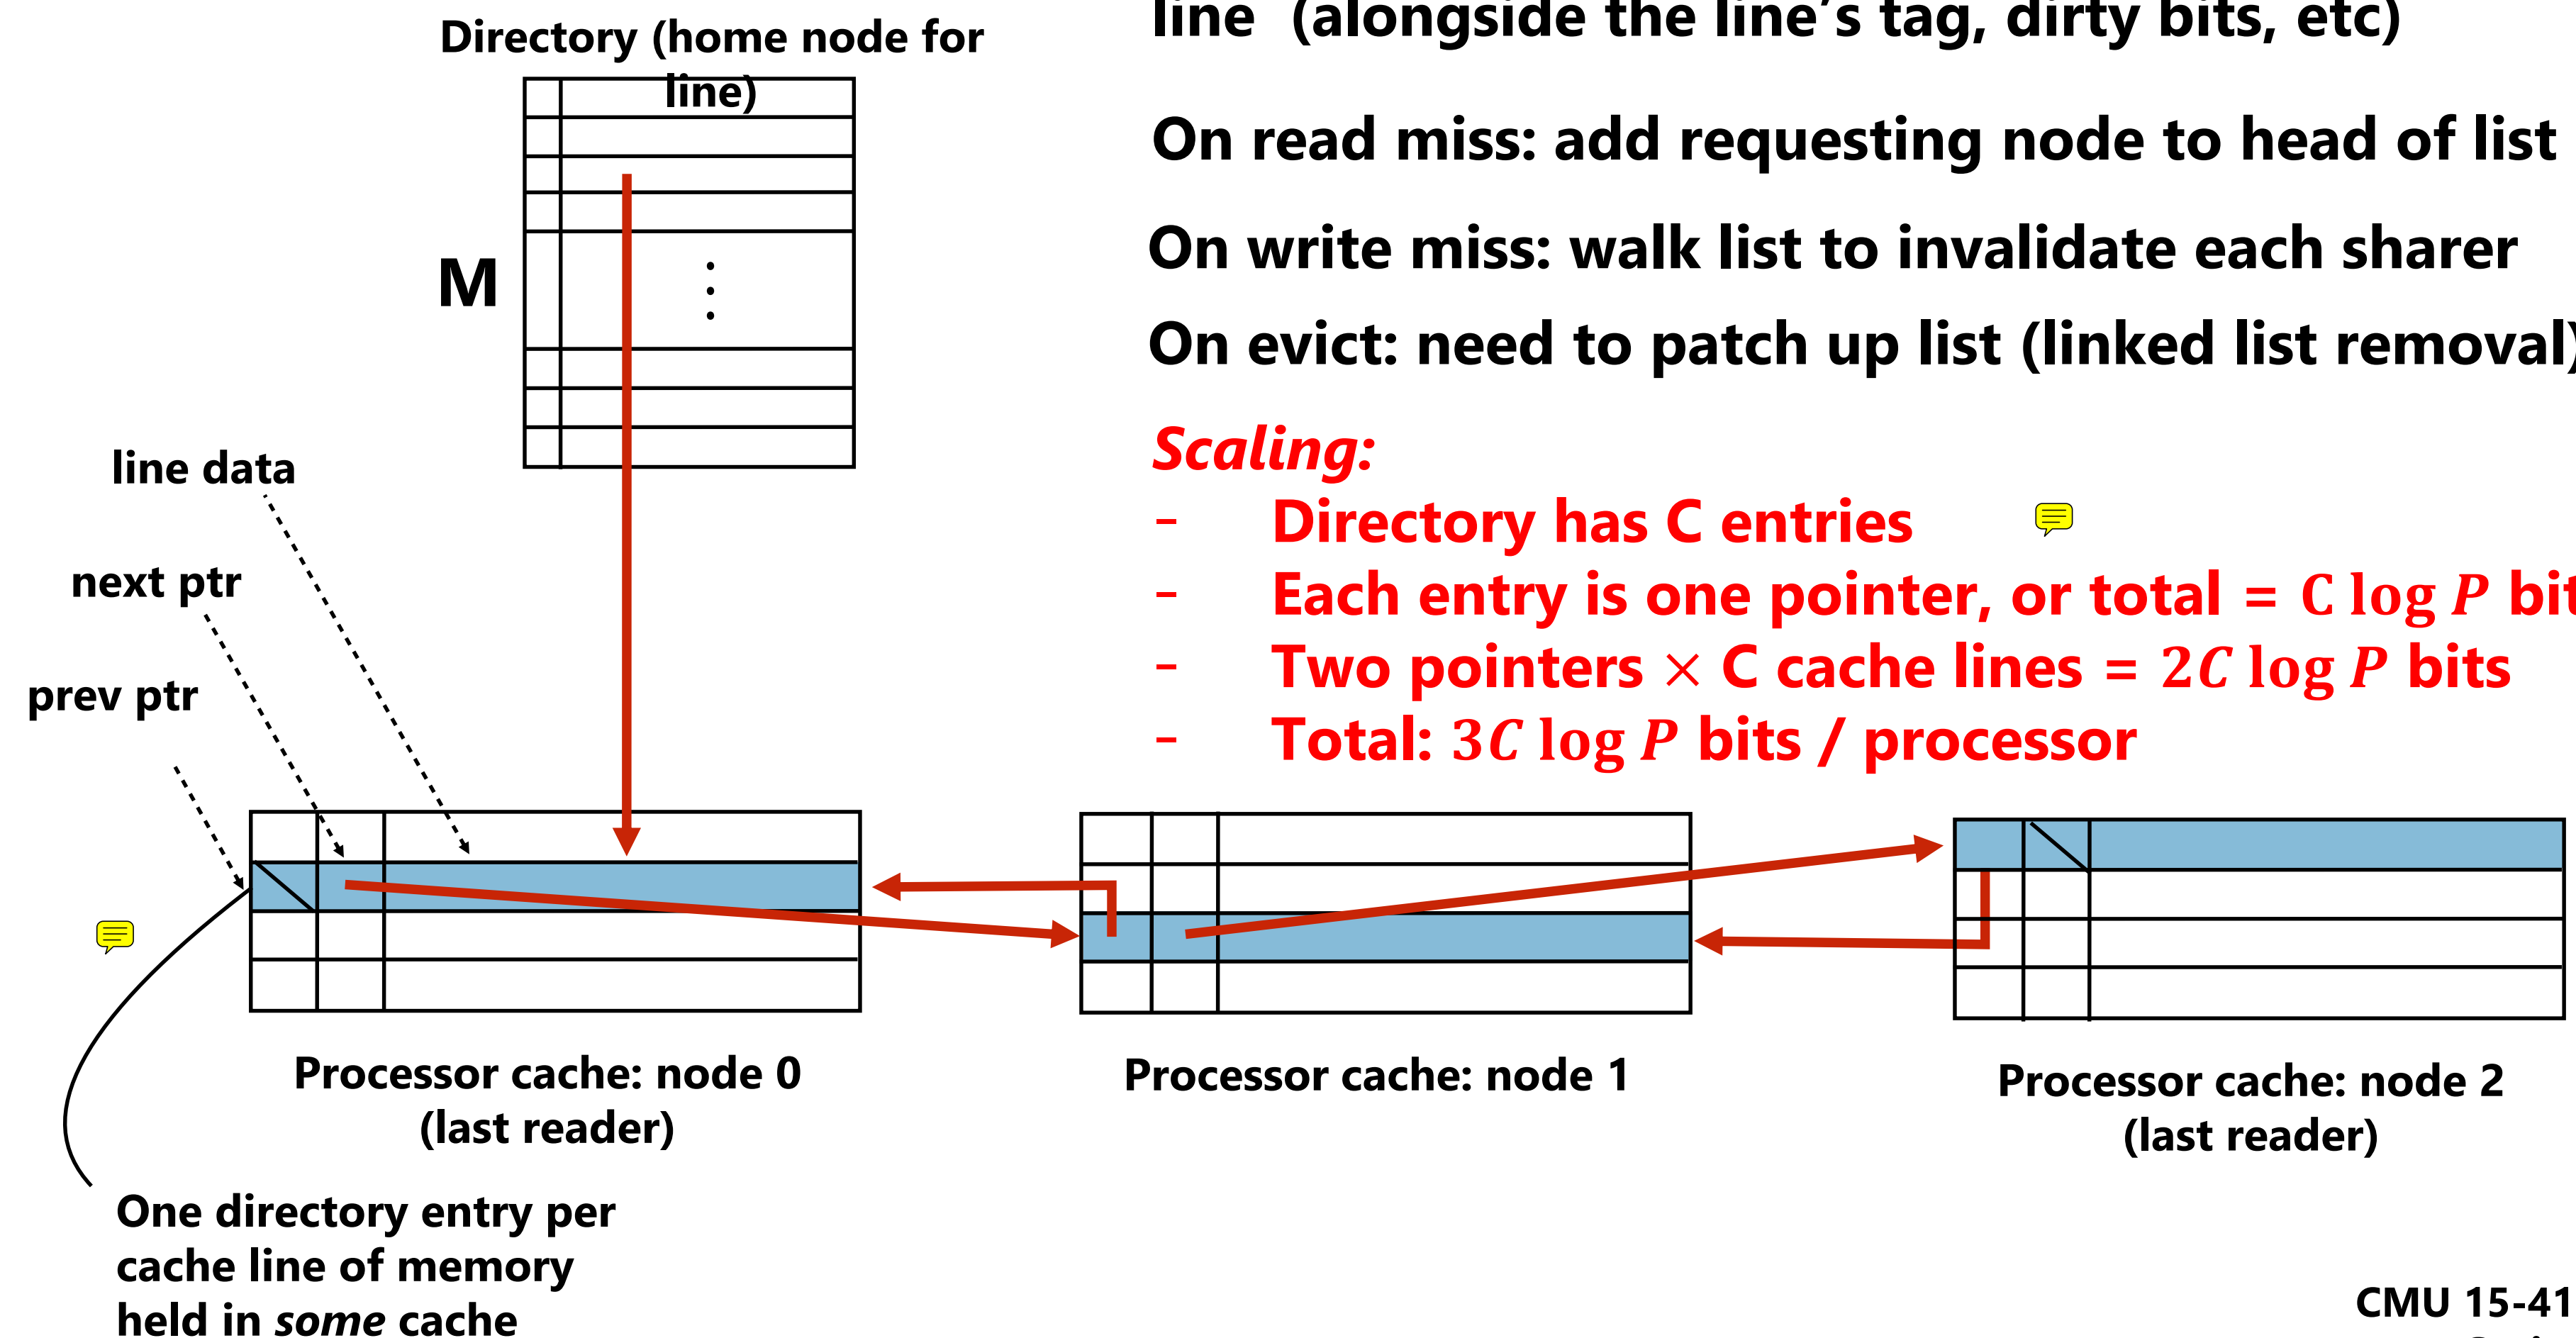 Directory (home node for
line)
M
line data
next ptr
prev ptr
line (alongside the line’s tag, dirty bits, etc)
On read miss: add requesting node to head of list
On write miss: walk list to invalidate each sharer
On evict: need to patch up list (linked list removal)
Scaling:
- Directory has C entries
- Each entry is one pointer, or total = C log P bit
- Two pointers × C cache lines = 2C log P bits
- Total: 3C log P bits / processor
Processor cache: node 0
(last reader)
Processor cache: node 1
Processor cache: node 2
(last reader)
One directory entry per
cache line of memory
held in some cache
CMU 15-41